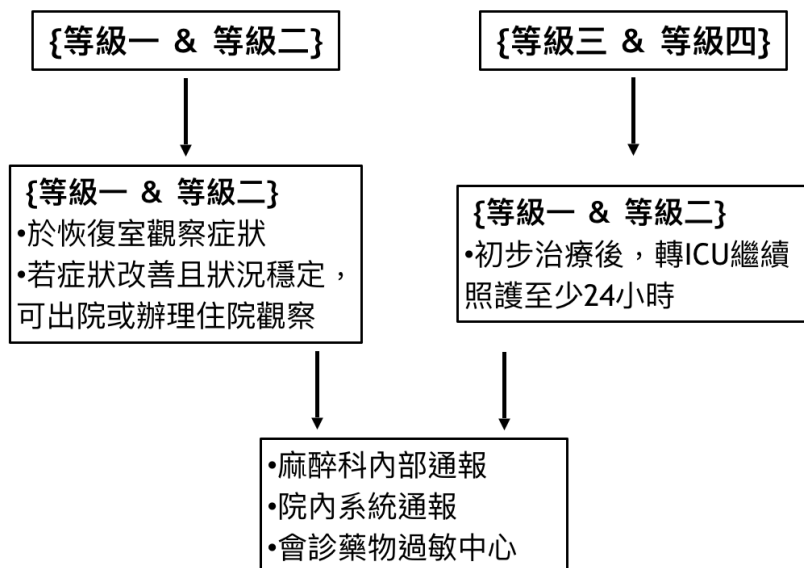 {等級一 & 等級二}
{等級三 & 等級四}
{等級一 & 等級二}
•於恢復室觀察症狀
•若症狀改善且狀況穩定，
可出院或辦理住院觀察
{等級一 & 等級二}
•初步治療後，轉ICU繼續
照護至少24小時
•麻醉科內部通報
•院內系統通報
•會診藥物過敏中心